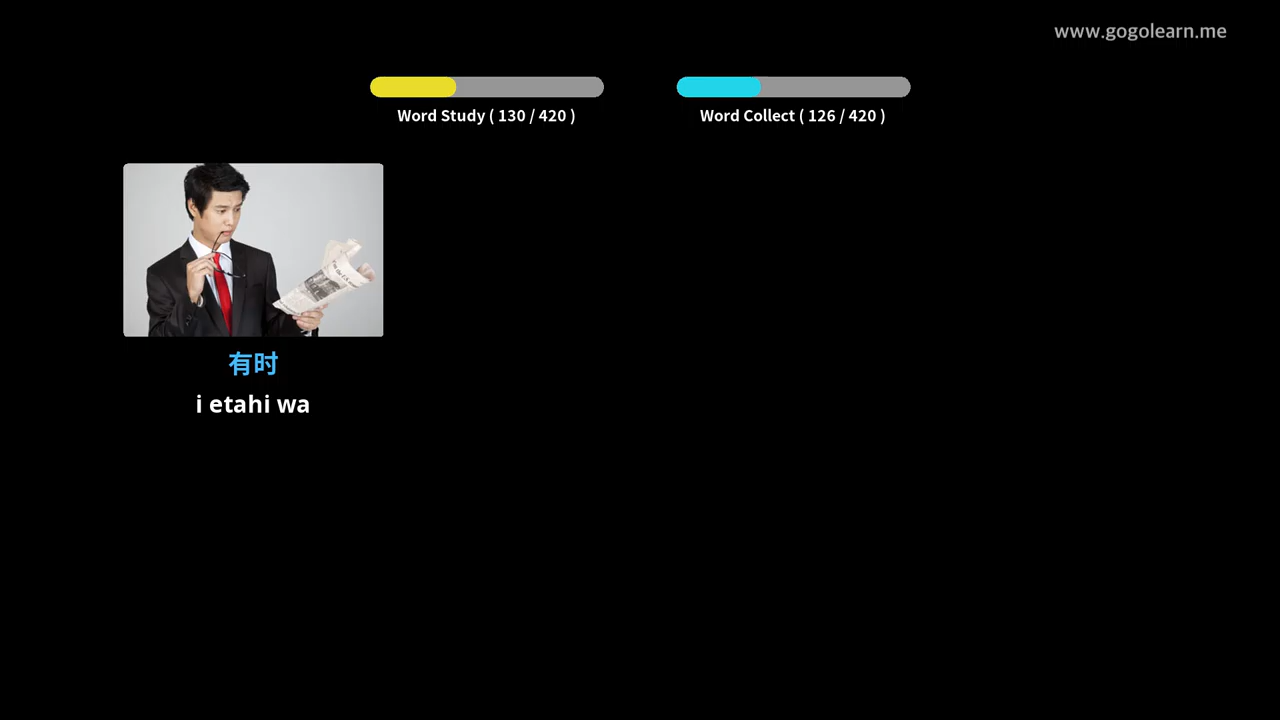 www.gogolearn.me
Word Study ( 130 / 420 )
Word Collect ( 126 / 420 )
有时
i etahi wa